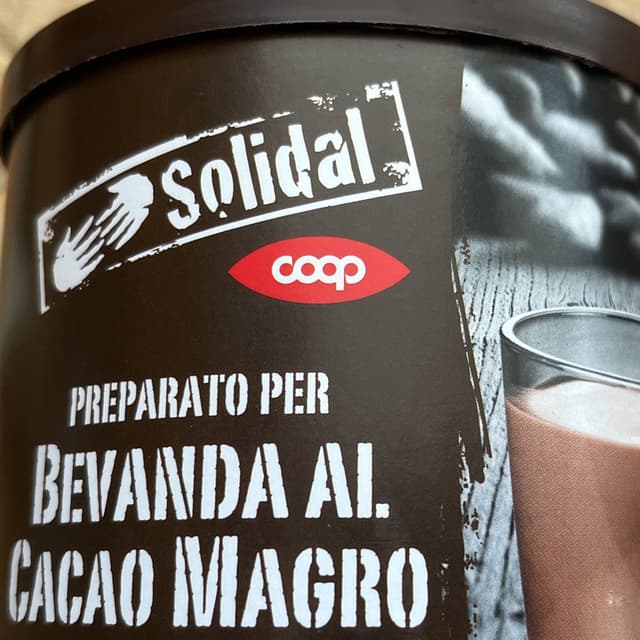 Solidal
coop
PREPARATO PER
BEVANDA AL
CACAO MAGRO